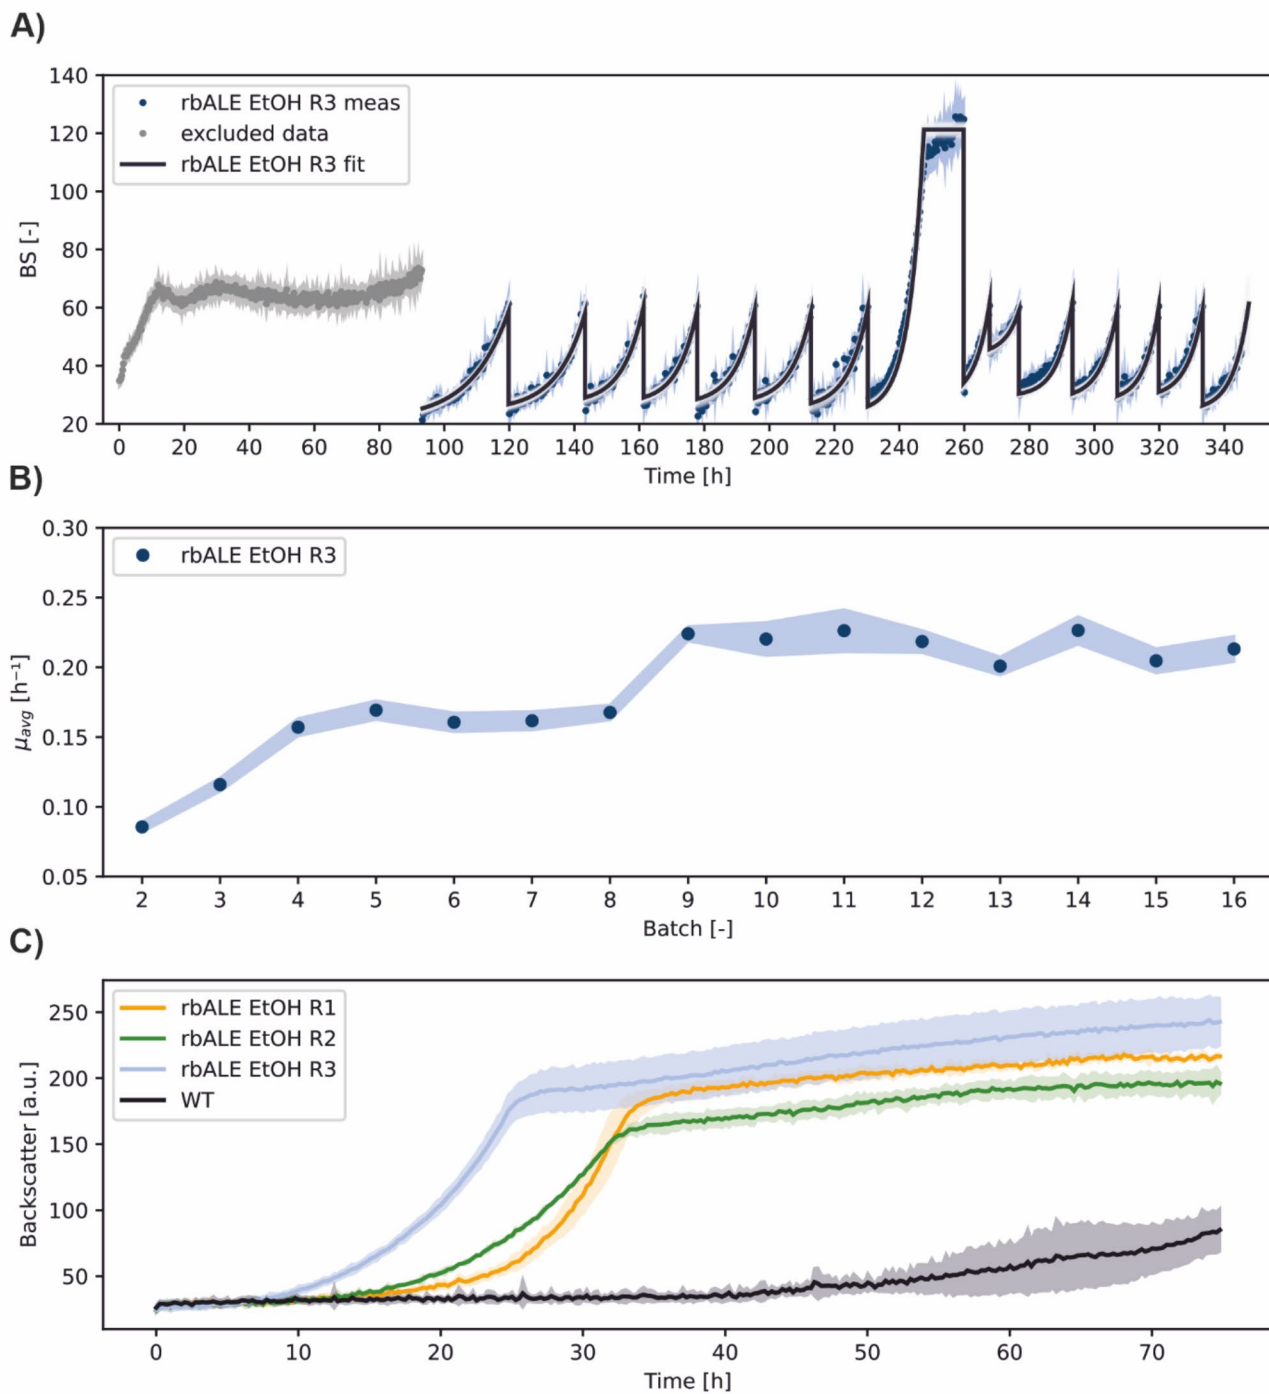 A)
140
120
100
80
60
40
20
BS [-]
rbALE EtOH R3 meas
excluded data
rbALE EtOH R3 fit
0 20 40 60 80 100 120 140 160 180 200 220 240 260 280 300 320 340
Time [h]
B)
0.30
0.25
0.20
0.15
0.10
0.05
μavg [h⁻¹]
rbALE EtOH R3
2 3 4 5 6 7 8 9 10 11 12 13 14 15 16
Batch [-]
C)
250
200
150
100
50
Backscatter [a.u.]
rbALE EtOH R1
rbALE EtOH R2
rbALE EtOH R3
WT
0 10 20 30 40 50 60 70
Time [h]